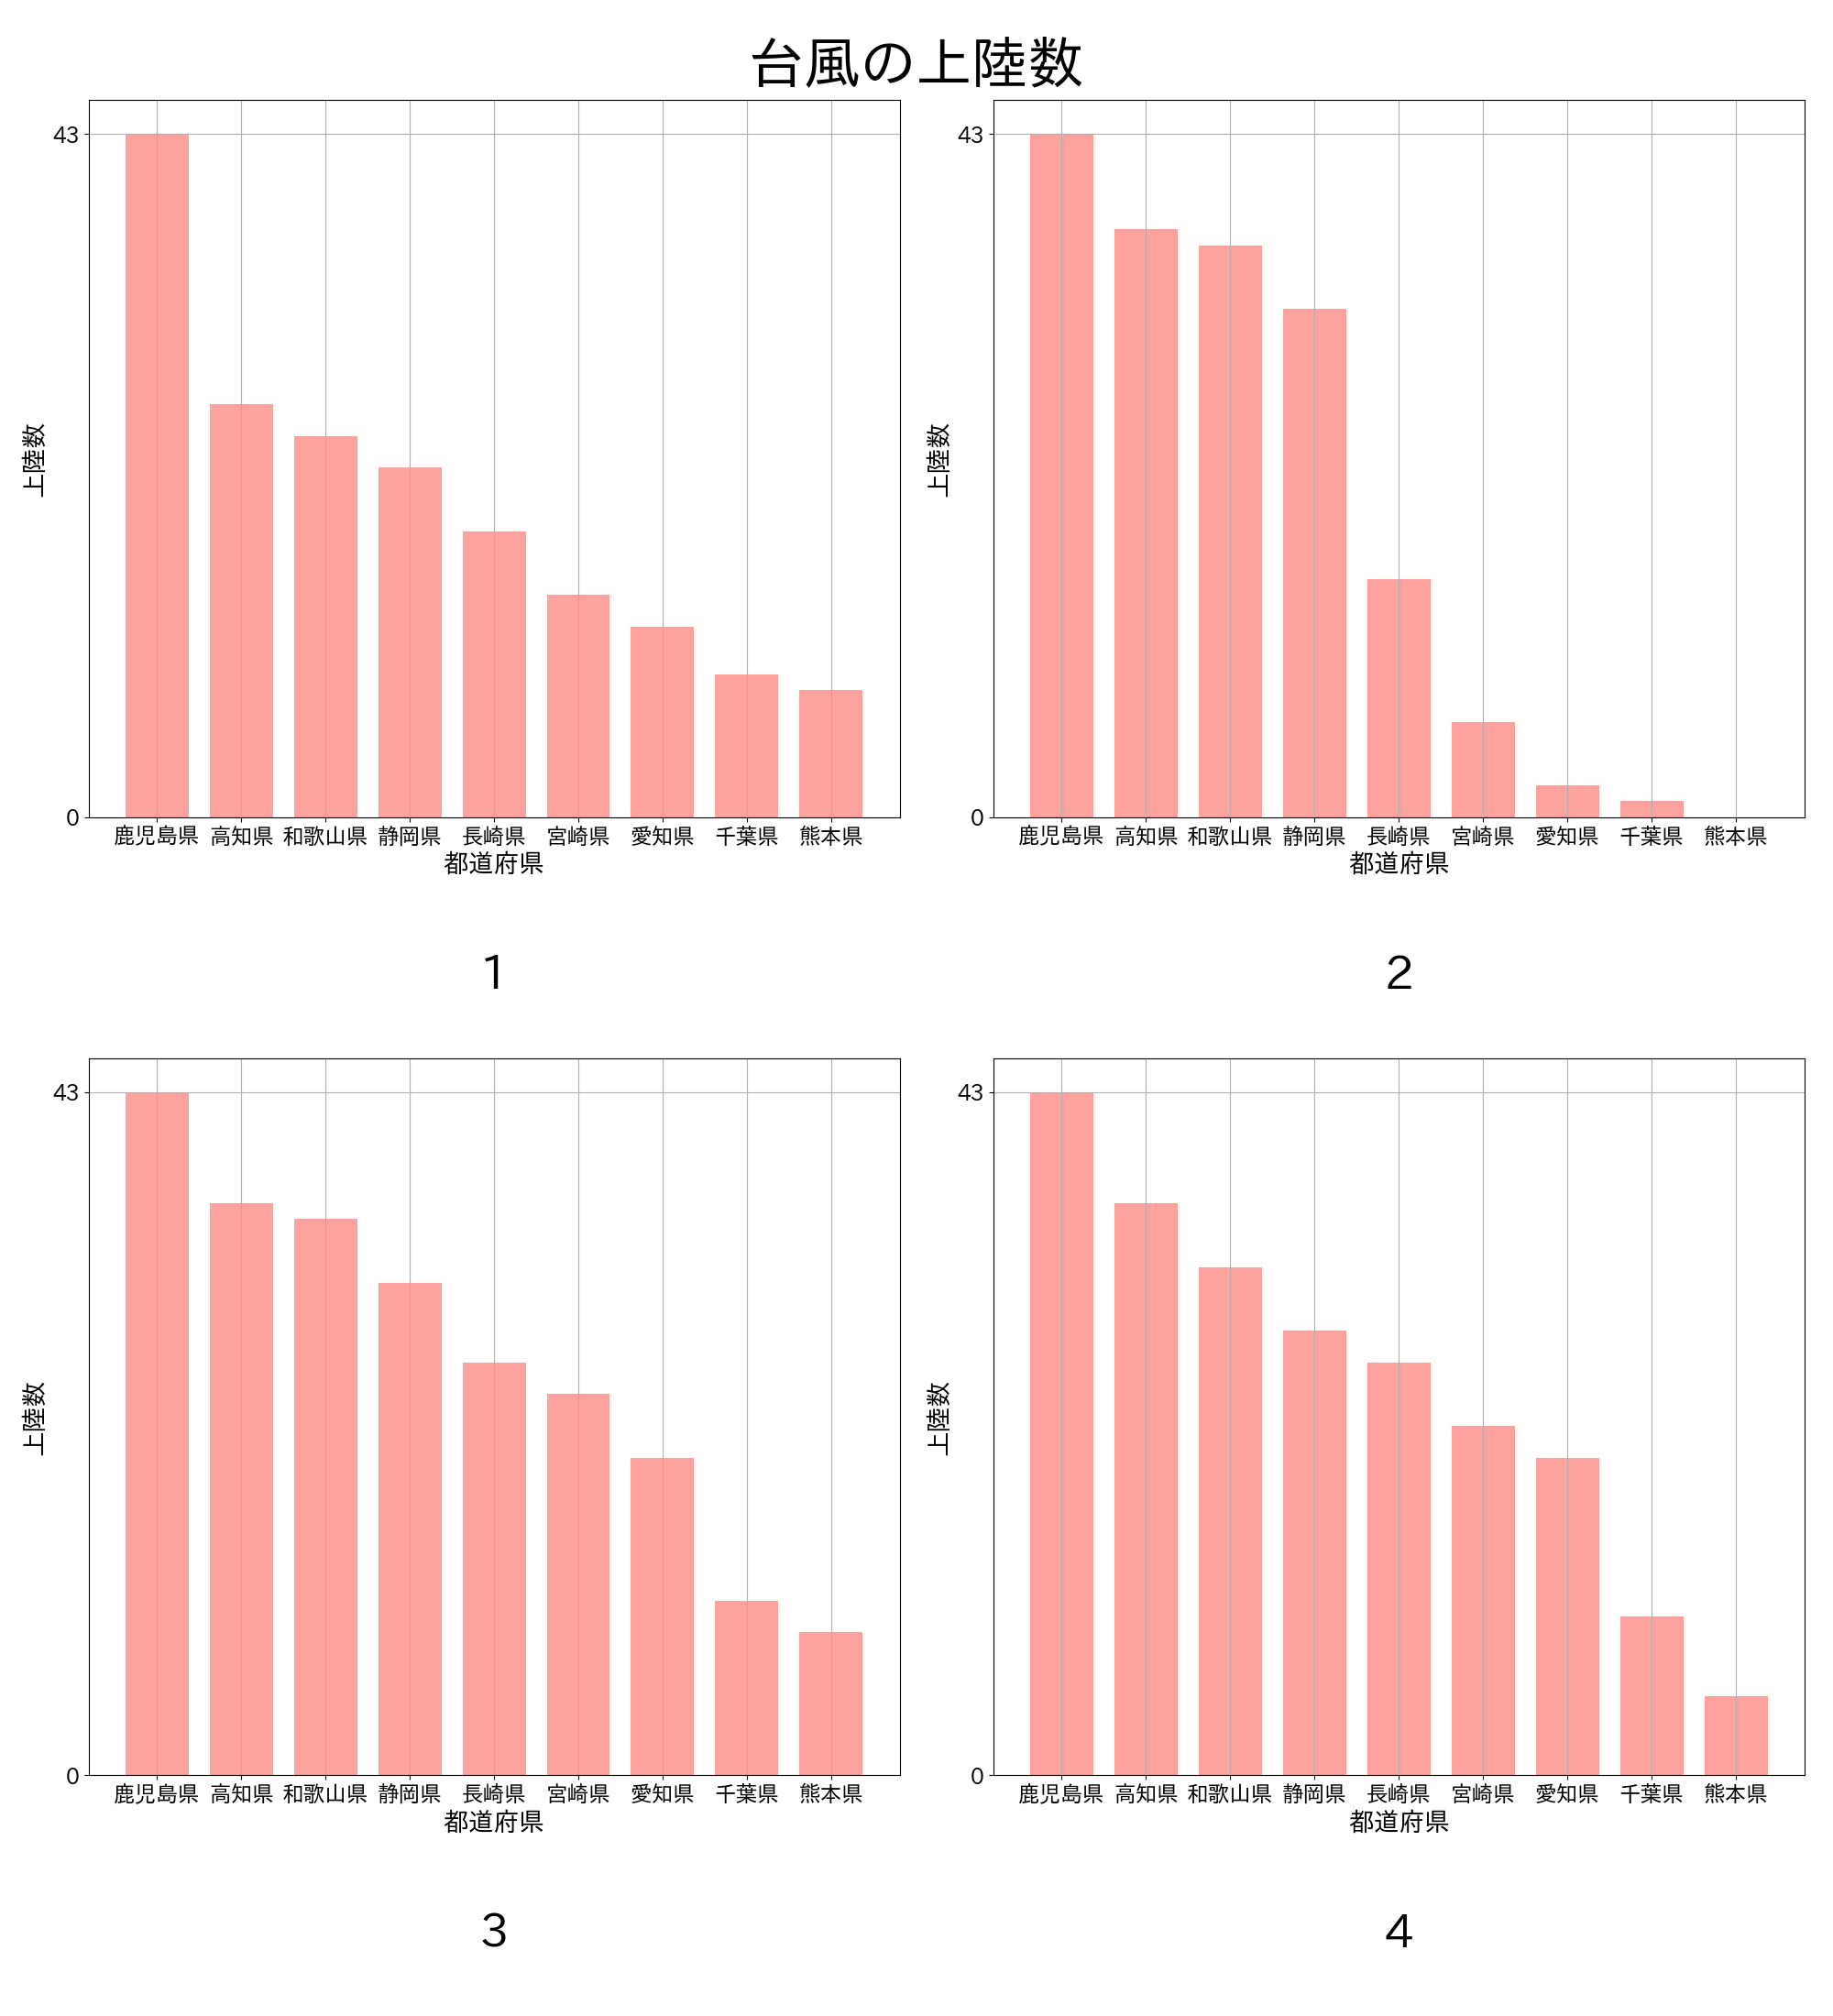 台風の上陸数
43
0
上陸数
鹿児島県 高知県 和歌山県 静岡県 長崎県 宮崎県 愛知県 千葉県 熊本県
都道府県
1
43
0
上陸数
鹿児島県 高知県 和歌山県 静岡県 長崎県 宮崎県 愛知県 千葉県 熊本県
都道府県
2
43
0
上陸数
鹿児島県 高知県 和歌山県 静岡県 長崎県 宮崎県 愛知県 千葉県 熊本県
都道府県
3
43
0
上陸数
鹿児島県 高知県 和歌山県 静岡県 長崎県 宮崎県 愛知県 千葉県 熊本県
都道府県
4